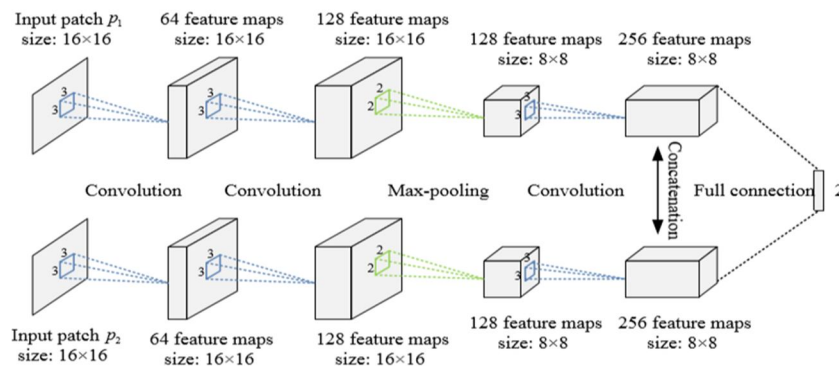 Input patch p₁
size: 16×16
64 feature maps
size: 16×16
128 feature maps
size: 16×16
128 feature maps
size: 8×8
256 feature maps
size: 8×8
3
3
3
3
2
2
3
3
Convolution
Convolution
Max-pooling
Convolution
Concatenation
Full connection
3
3
3
3
2
2
3
3
Input patch p₂
size: 16×16
64 feature maps
size: 16×16
128 feature maps
size: 16×16
128 feature maps
size: 8×8
256 feature maps
size: 8×8